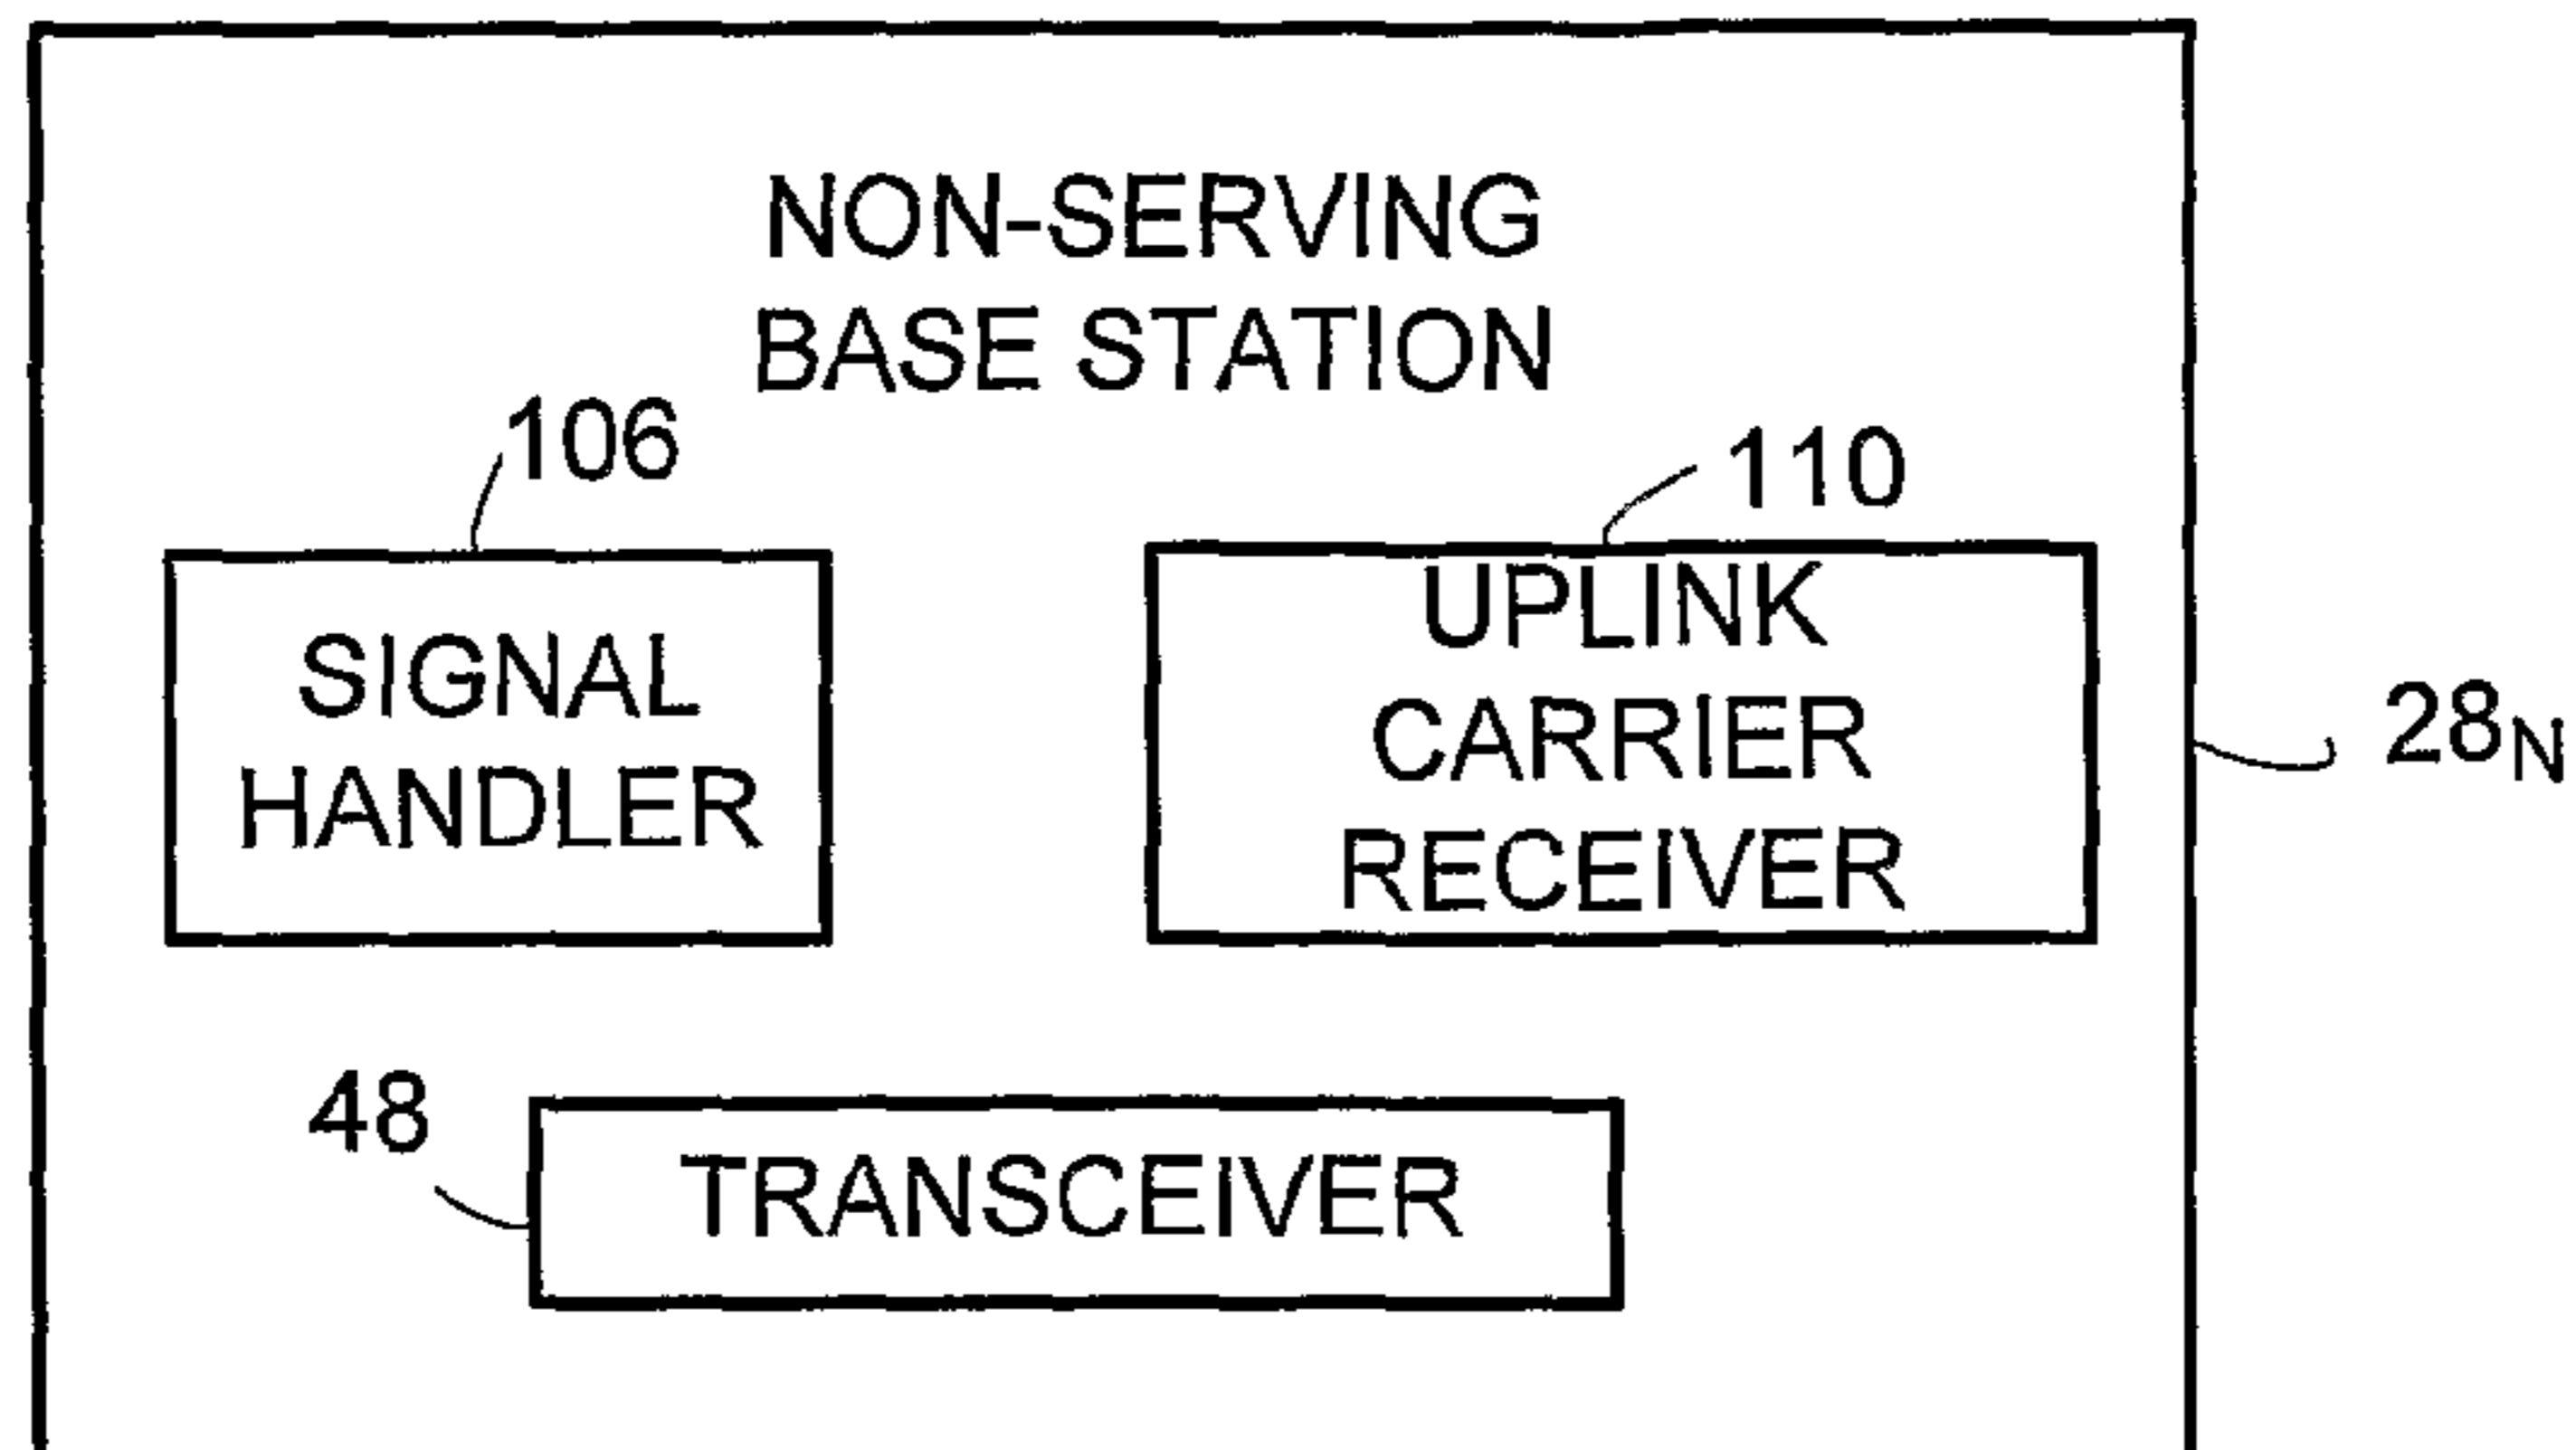 NON-SERVING
BASE STATION
106
110
SIGNAL
HANDLER
UPLINK
CARRIER
RECEIVER
28N
48
TRANSCEIVER